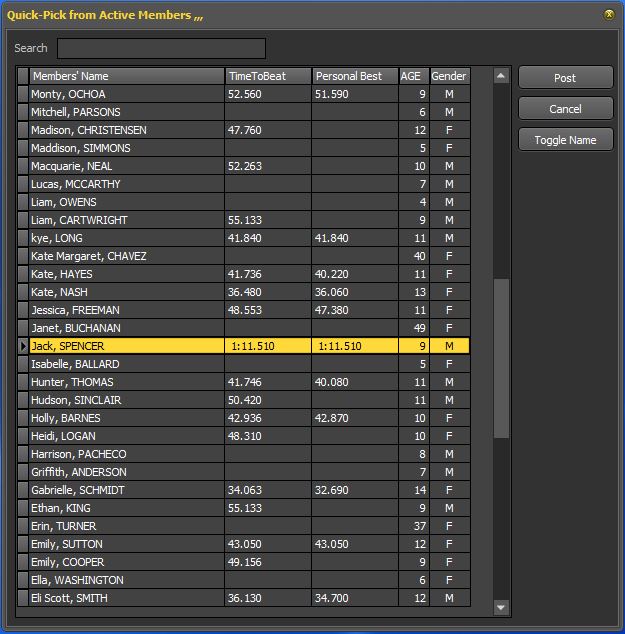 Quick-Pick from Active Members ,,,
Search
Members' Name TimeToBeat Personal Best AGE Gender
Monty, OCHOA 52.560 51.590 9 M
Mitchell, PARSONS 6 M
Madison, CHRISTENSEN 47.760 12 F
Maddison, SIMMONS 5 F
Macquarie, NEAL 52.263 10 M
Lucas, MCCARTHY 7 M
Liam, OWENS 4 M
Liam, CARTWRIGHT 55.133 9 M
kye, LONG 41.840 41.840 11 M
Kate Margaret, CHAVEZ 40 F
Kate, HAYES 41.736 40.220 11 F
Kate, NASH 36.480 36.060 13 F
Jessica, FREEMAN 48.553 47.380 11 F
Janet, BUCHANAN 49 F
Jack, SPENCER 1:11.510 1:11.510 9 M
Isabelle, BALLARD 5 F
Hunter, THOMAS 41.746 40.080 11 M
Hudson, SINCLAIR 50.420 11 M
Holly, BARNES 42.936 42.870 10 F
Heidi, LOGAN 48.310 10 F
Harrison, PACHECO 8 M
Griffith, ANDERSON 7 M
Gabrielle, SCHMIDT 34.063 32.690 14 F
Ethan, KING 55.133 9 M
Erin, TURNER 37 F
Emily, SUTTON 43.050 43.050 12 F
Emily, COOPER 49.156 9 F
Ella, WASHINGTON 6 F
Eli Scott, SMITH 36.130 34.700 12 M
Post
Cancel
Toggle Name